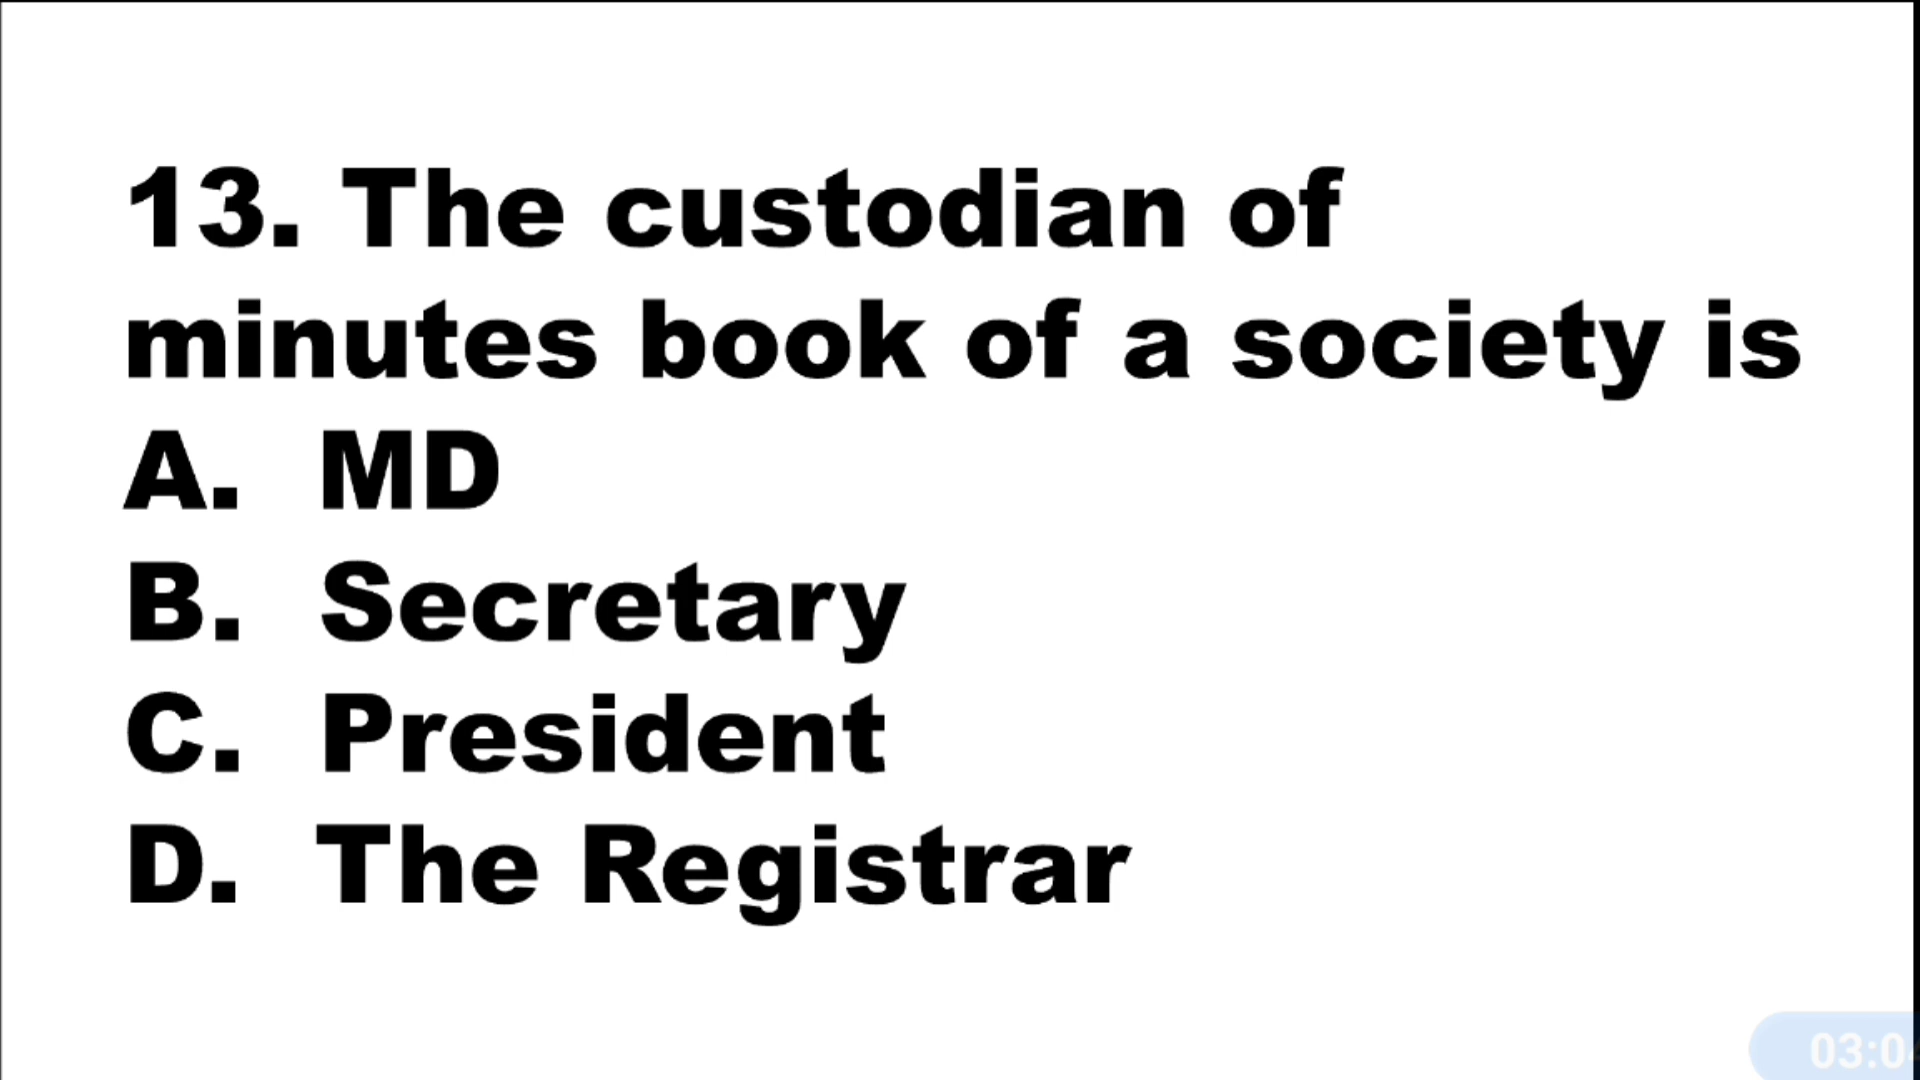 13. The custodian of
minutes book of a society is
A. MD
B. Secretary
C. President
D. The Registrar